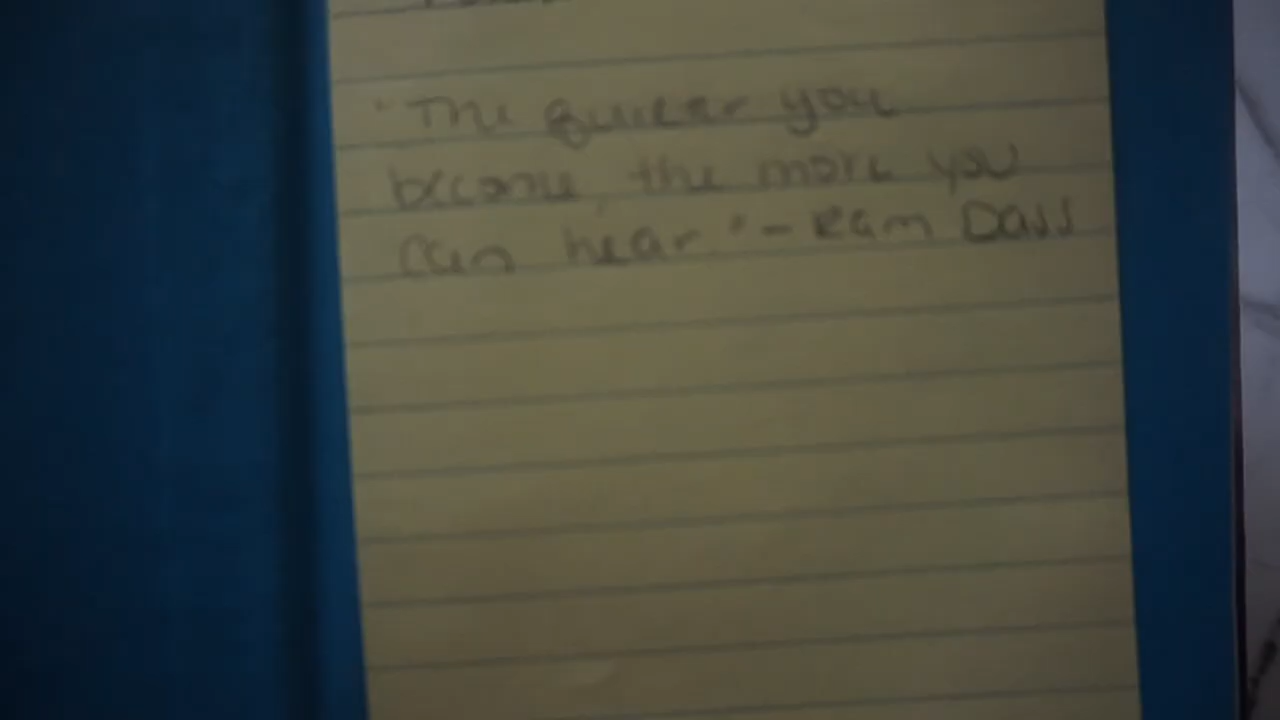 "The quieter you
become, the more you
can hear." - Ram Dass